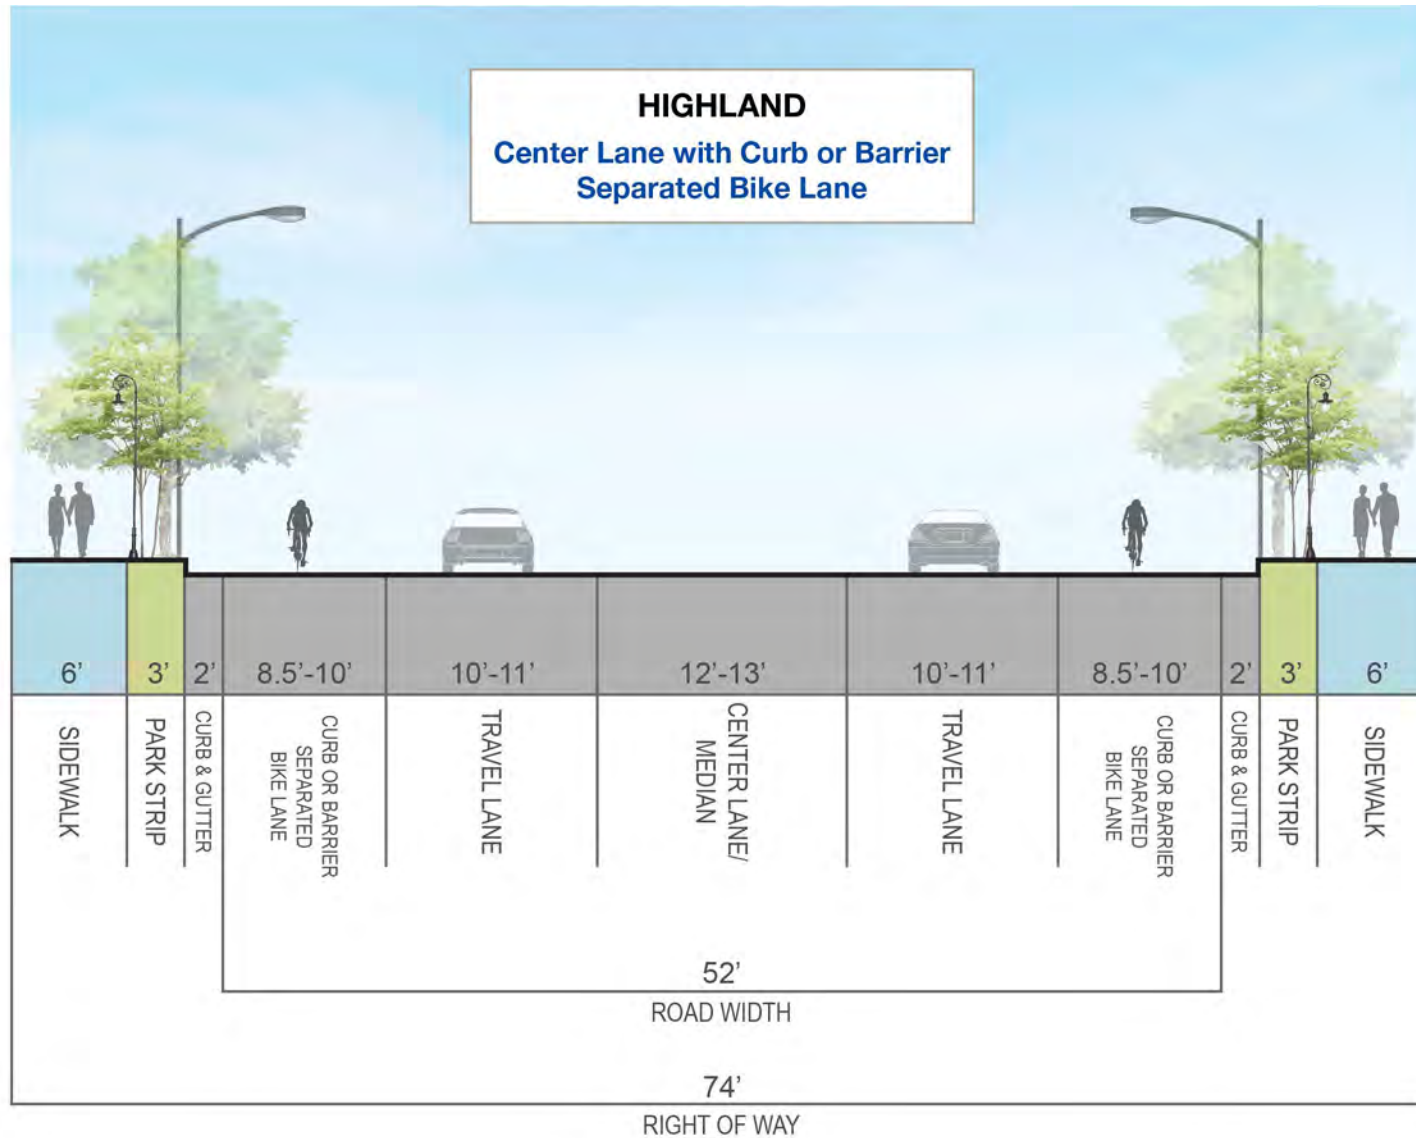 HIGHLAND
Center Lane with Curb or Barrier
Separated Bike Lane
6'
3'
2'
8.5'-10'
10'-11'
12'-13'
10'-11'
8.5'-10'
2'
3'
6'
SIDEWALK
PARK STRIP
CURB & GUTTER
CURB OR BARRIER
SEPARATED
BIKE LANE
TRAVEL LANE
CENTER LANE/
MEDIAN
TRAVEL LANE
CURB OR BARRIER
SEPARATED
BIKE LANE
CURB & GUTTER
PARK STRIP
SIDEWALK
52'
ROAD WIDTH
74'
RIGHT OF WAY